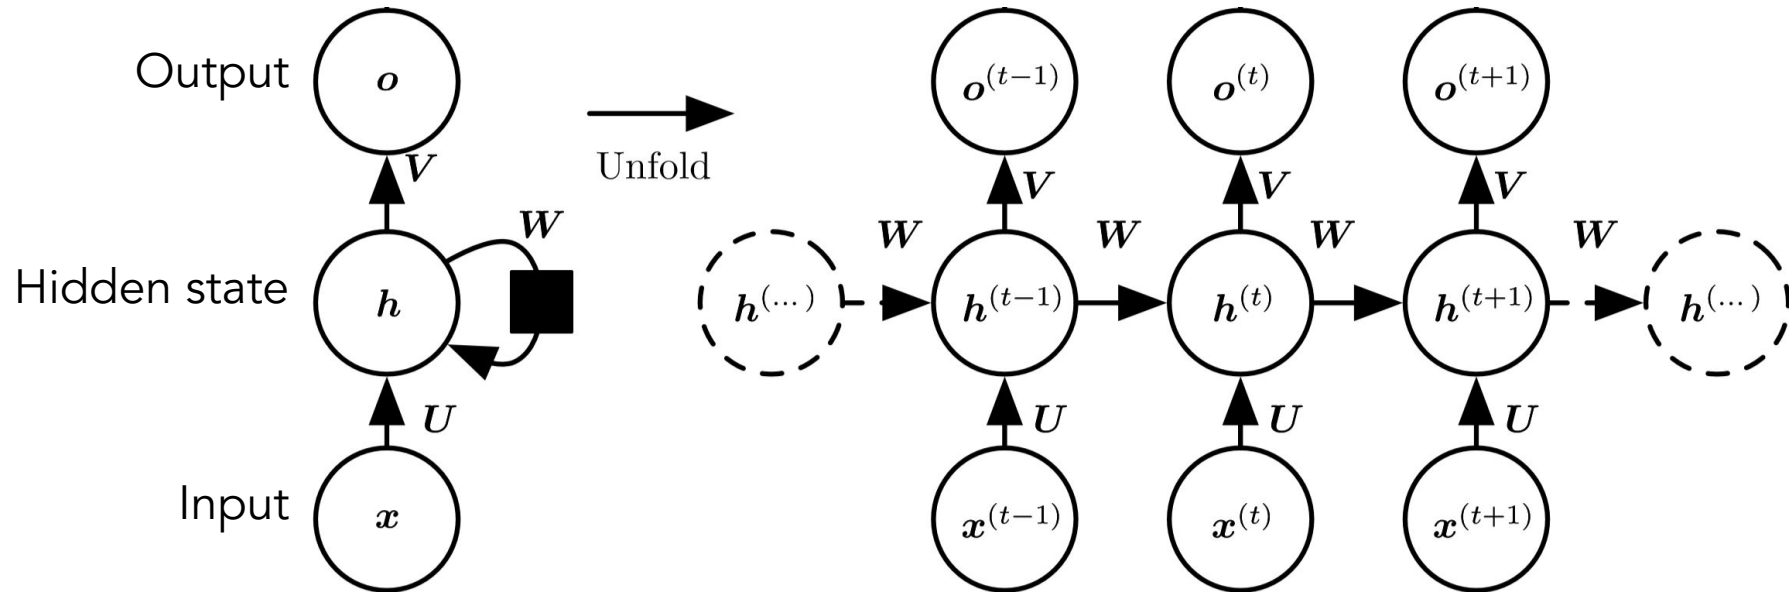 Output
o
o^(t−1)
o^(t)
o^(t+1)
Unfold
V
V
V
V
W
W
W
W
W
Hidden state
h
h^(...)
h^(t−1)
h^(t)
h^(t+1)
h^(...)
U
U
U
U
Input
x
x^(t−1)
x^(t)
x^(t+1)